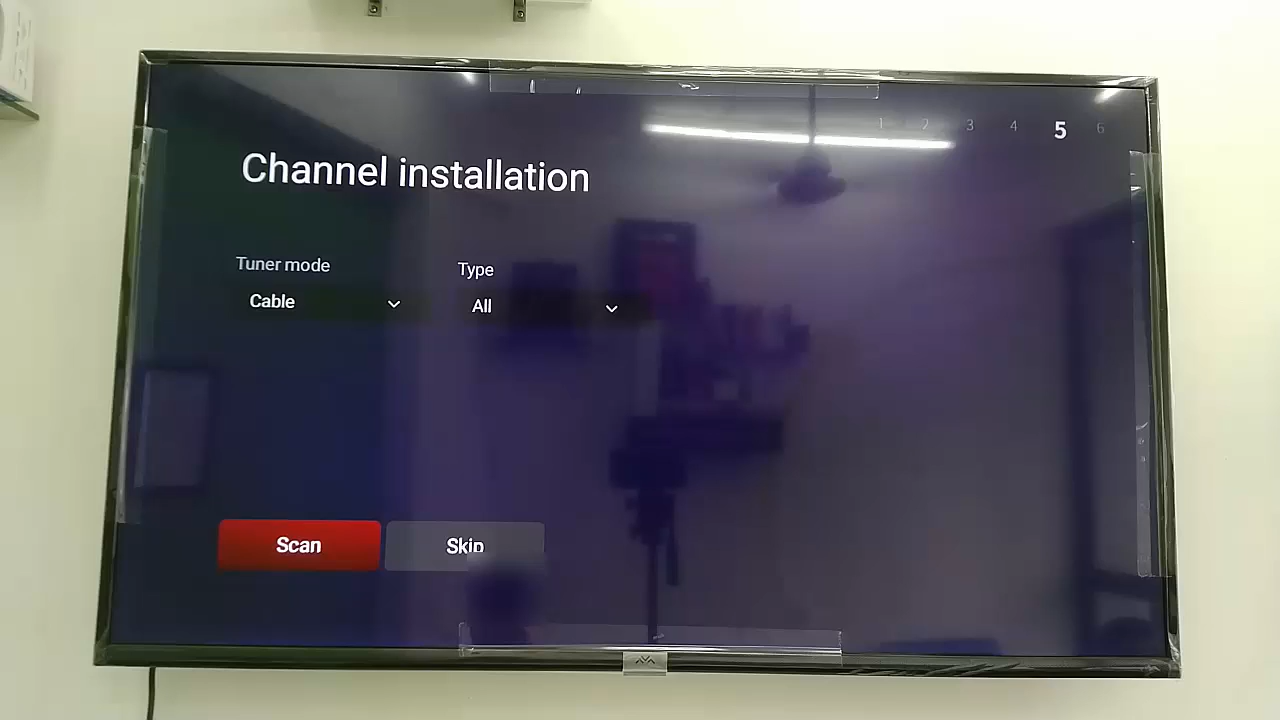 1 2 3 4 5 6
Channel installation
Tuner mode Type
Cable All
Scan Skip